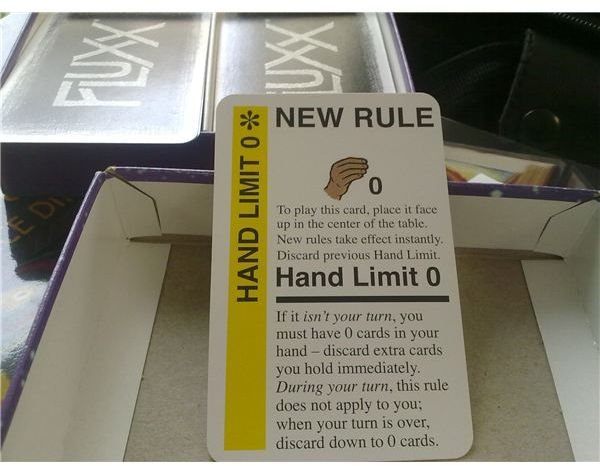 FLUXX
FLUXX
E DI
HAND LIMIT 0 *
NEW RULE
0
To play this card, place it face
up in the center of the table.
New rules take effect instantly.
Discard previous Hand Limit.
Hand Limit 0
If it isn't your turn, you
must have 0 cards in your
hand – discard extra cards
you hold immediately.
During your turn, this rule
does not apply to you;
when your turn is over,
discard down to 0 cards.